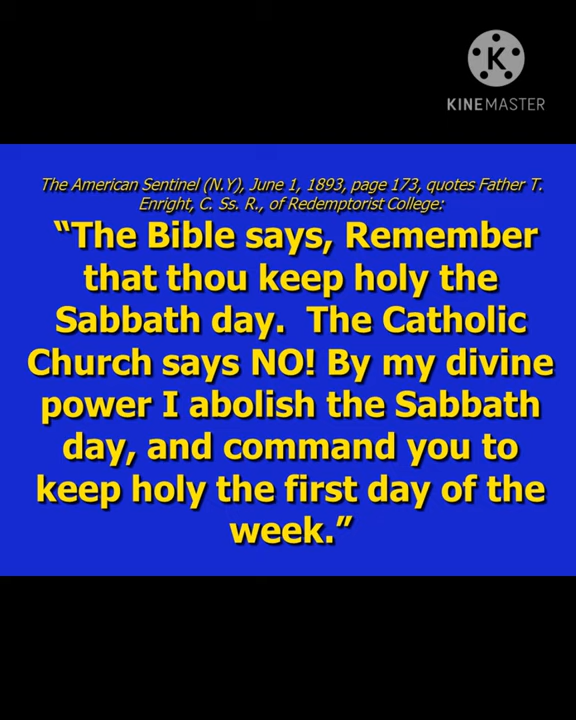 K
KINEMASTER
The American Sentinel (N.Y), June 1, 1893, page 173, quotes Father T.
Enright, C. Ss. R., of Redemptorist College:
“The Bible says, Remember
that thou keep holy the
Sabbath day.  The Catholic
Church says NO! By my divine
power I abolish the Sabbath
day, and command you to
keep holy the first day of the
week.”